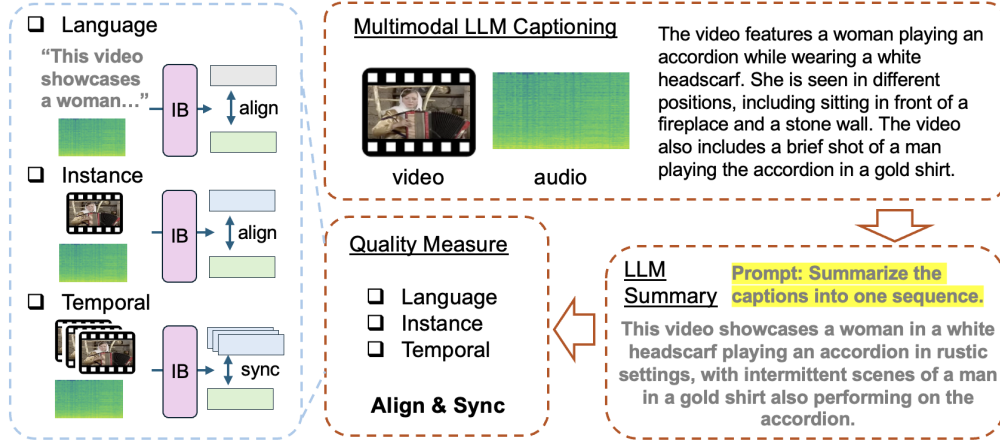 Language
“This video
showcases
a woman…”
IB
align
Instance
IB
align
Temporal
IB
sync
Multimodal LLM Captioning
video
audio
The video features a woman playing an
accordion while wearing a white
headscarf. She is seen in different
positions, including sitting in front of a
fireplace and a stone wall. The video
also includes a brief shot of a man
playing the accordion in a gold shirt.
Quality Measure
Language
Instance
Temporal
Align & Sync
LLM
Summary
Prompt: Summarize the
captions into one sequence.
This video showcases a woman in a white
headscarf playing an accordion in rustic
settings, with intermittent scenes of a man
in a gold shirt also performing on the
accordion.